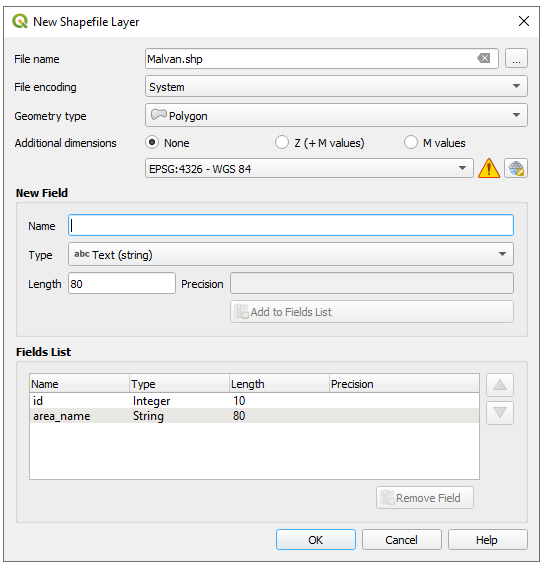 New Shapefile Layer
File name Malvan.shp ...
File encoding System
Geometry type Polygon
Additional dimensions None Z (+ M values) M values
EPSG:4326 - WGS 84
New Field
Name
Type abc Text (string)
Length 80 Precision
Add to Fields List
Fields List
Name Type Length Precision
id Integer 10
area_name String 80
Remove Field
OK Cancel Help